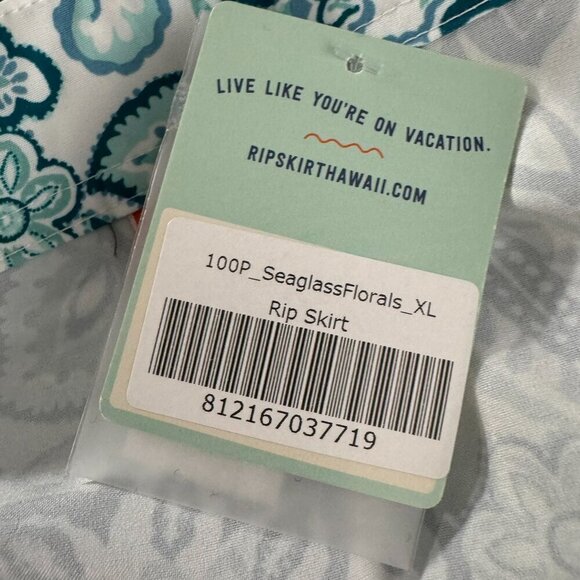 LIVE LIKE YOU'RE ON VACATION.
RIPSKIRTHAWAII.COM
100P_SeaglassFlorals_XL
Rip Skirt
812167037719